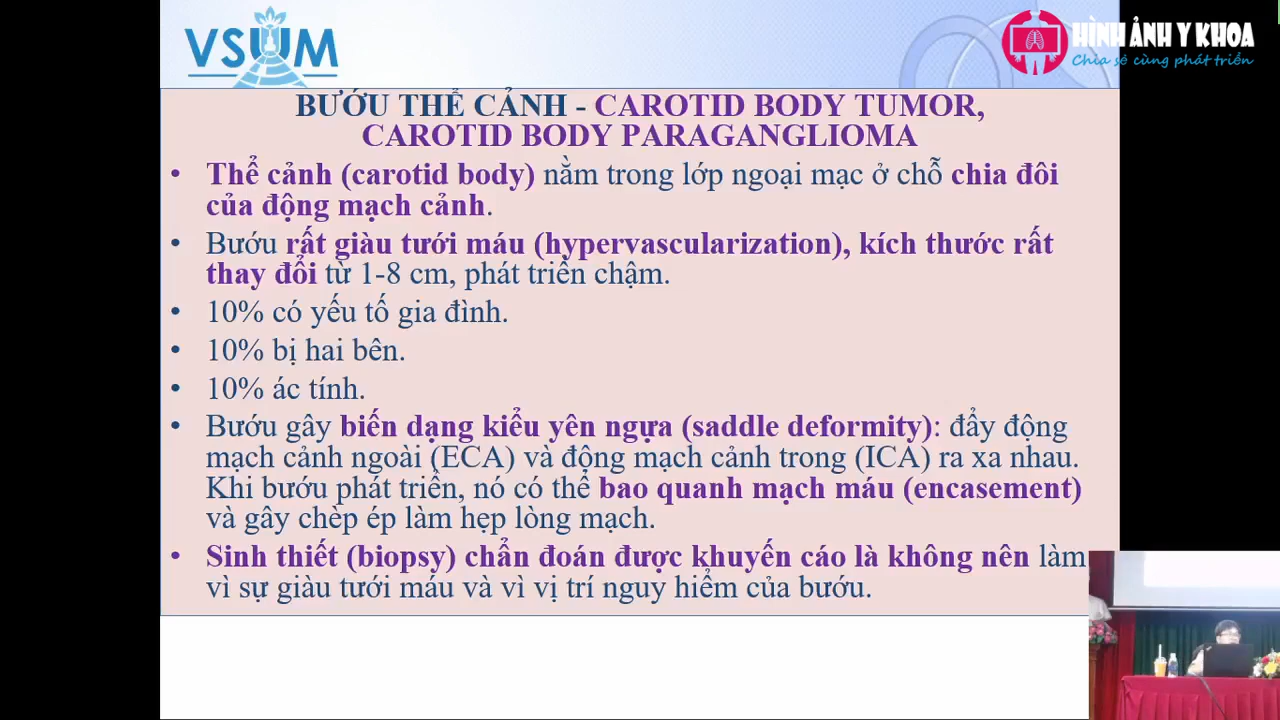 VSUM
HÌNH ẢNH Y KHOA
Chia sẻ cùng phát triển
BƯỚU THỂ CẢNH - CAROTID BODY TUMOR,
CAROTID BODY PARAGANGLIOMA
• Thể cảnh (carotid body) nằm trong lớp ngoại mạc ở chỗ chia đôi
của động mạch cảnh.
• Bướu rất giàu tưới máu (hypervascularization), kích thước rất
thay đổi từ 1-8 cm, phát triển chậm.
• 10% có yếu tố gia đình.
• 10% bị hai bên.
• 10% ác tính.
• Bướu gây biến dạng kiểu yên ngựa (saddle deformity): đẩy động
mạch cảnh ngoài (ECA) và động mạch cảnh trong (ICA) ra xa nhau.
Khi bướu phát triển, nó có thể bao quanh mạch máu (encasement)
và gây chèp ép làm hẹp lòng mạch.
• Sinh thiết (biopsy) chẩn đoán được khuyến cáo là không nên làm
vì sự giàu tưới máu và vì vị trí nguy hiểm của bướu.